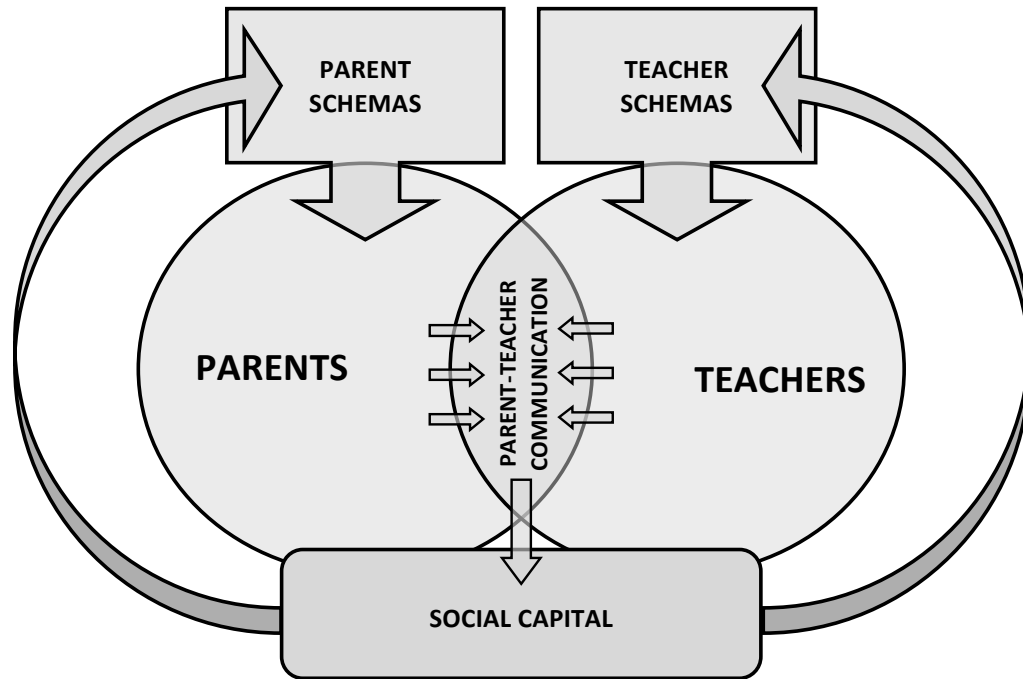 PARENT
SCHEMAS
TEACHER
SCHEMAS
PARENTS
PARENT-TEACHER
COMMUNICATION
TEACHERS
SOCIAL CAPITAL